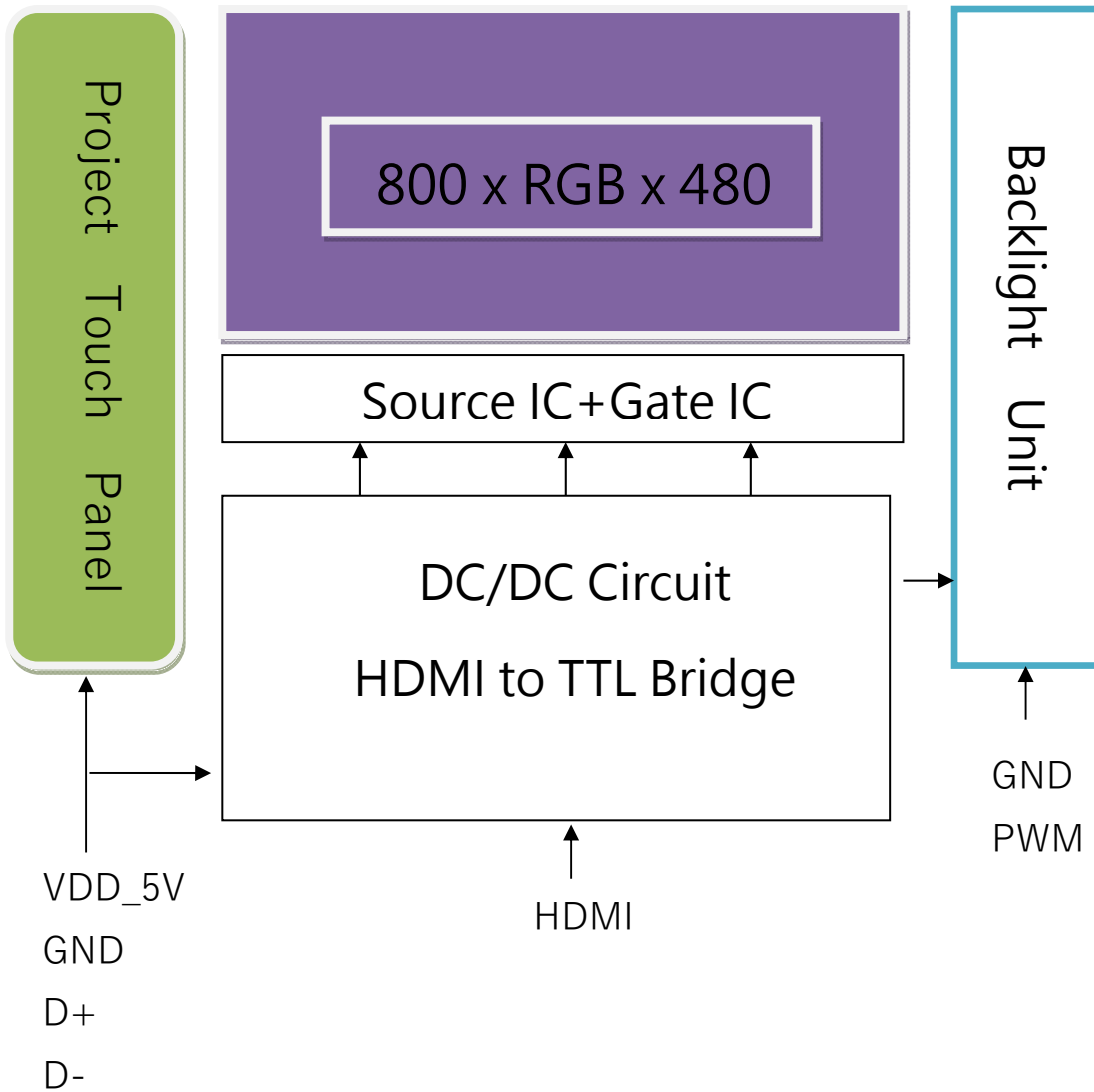 Project Touch Panel
800 x RGB x 480
Backlight Unit
Source IC+Gate IC
DC/DC Circuit
HDMI to TTL Bridge
GND
PWM
VDD_5V
GND
D+
D-
HDMI